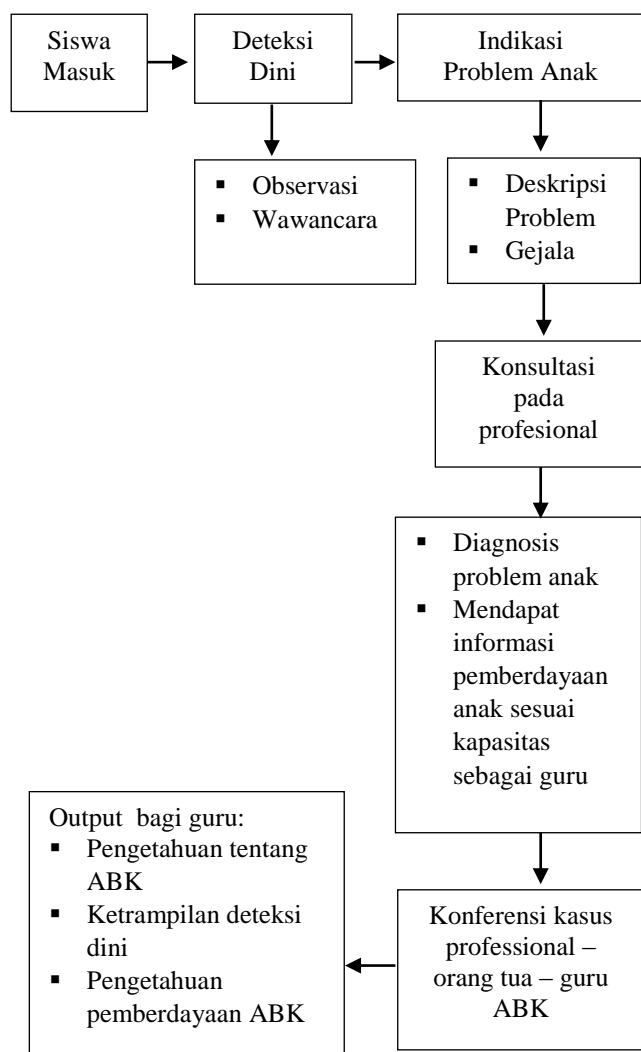 Siswa
Masuk
Deteksi
Dini
Indikasi
Problem Anak
▪ Observasi
▪ Wawancara
▪ Deskripsi
Problem
▪ Gejala
Konsultasi
pada
profesional
▪ Diagnosis
problem anak
▪ Mendapat
informasi
pemberdayaan
anak sesuai
kapasitas
sebagai guru
Konferensi kasus
professional –
orang tua – guru
ABK
Output bagi guru:
▪ Pengetahuan tentang
ABK
▪ Ketrampilan deteksi
dini
▪ Pengetahuan
pemberdayaan ABK